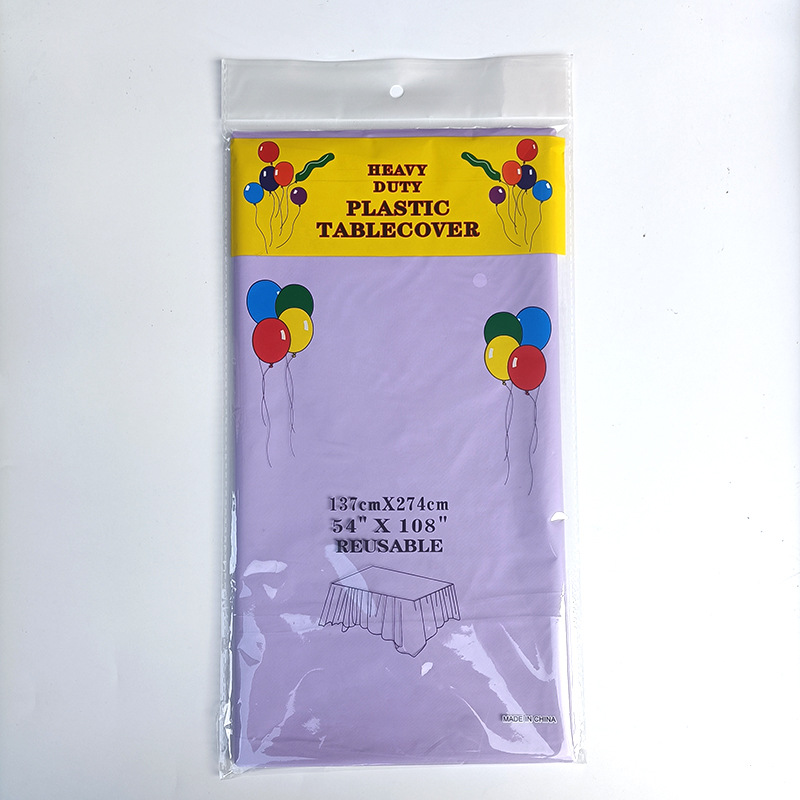 HEAVY
DUTY
PLASTIC
TABLECOVER
137cmX274cm
54" X 108"
REUSABLE
MADE IN CHINA